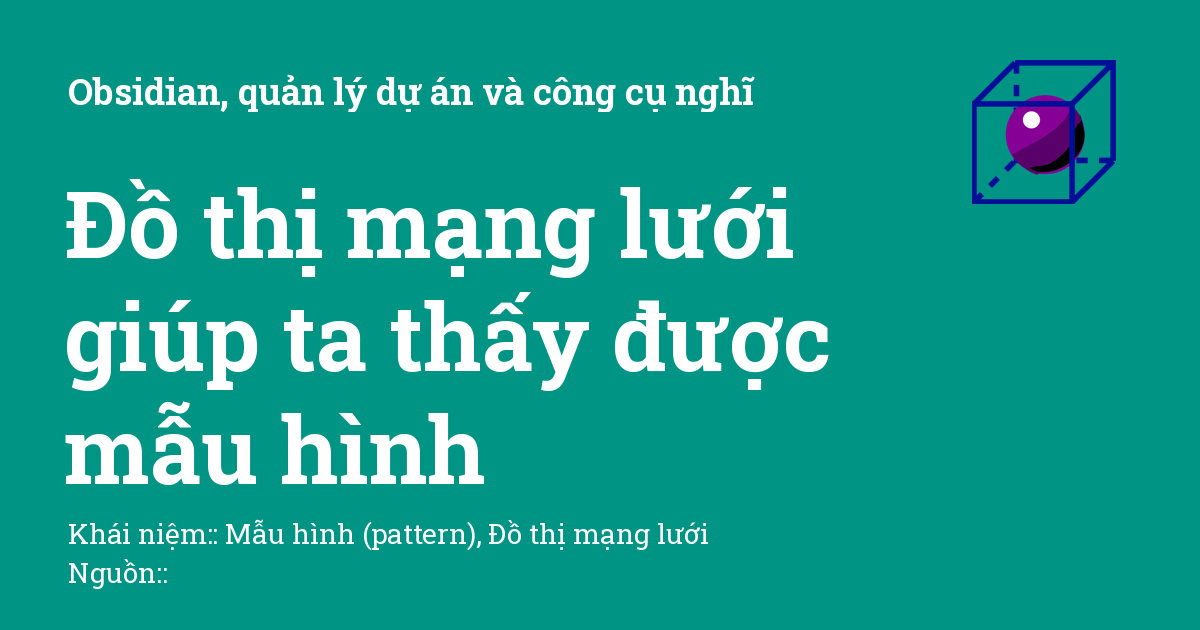 Obsidian, quản lý dự án và công cụ nghĩ
Đồ thị mạng lưới
giúp ta thấy được
mẫu hình
Khái niệm:: Mẫu hình (pattern), Đồ thị mạng lưới
Nguồn::